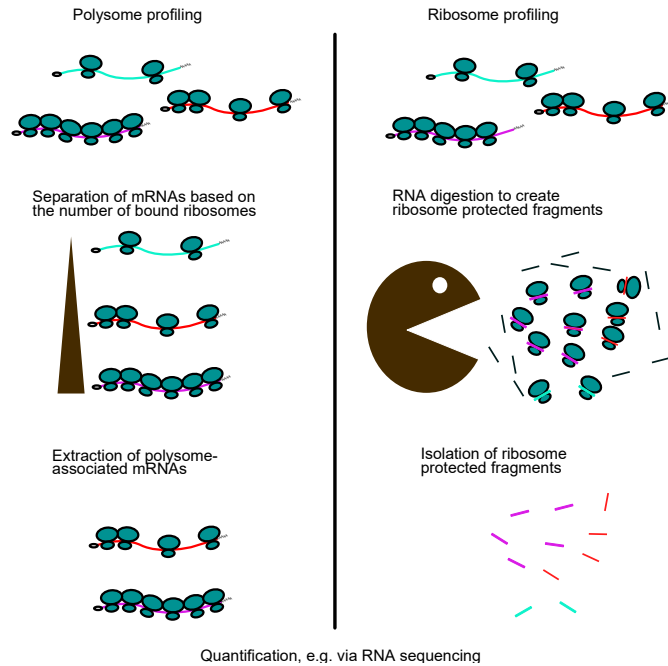 Polysome profiling
Separation of mRNAs based on
the number of bound ribosomes
Extraction of polysome-
associated mRNAs
Ribosome profiling
RNA digestion to create
ribosome protected fragments
Isolation of ribosome
protected fragments
Quantification, e.g. via RNA sequencing